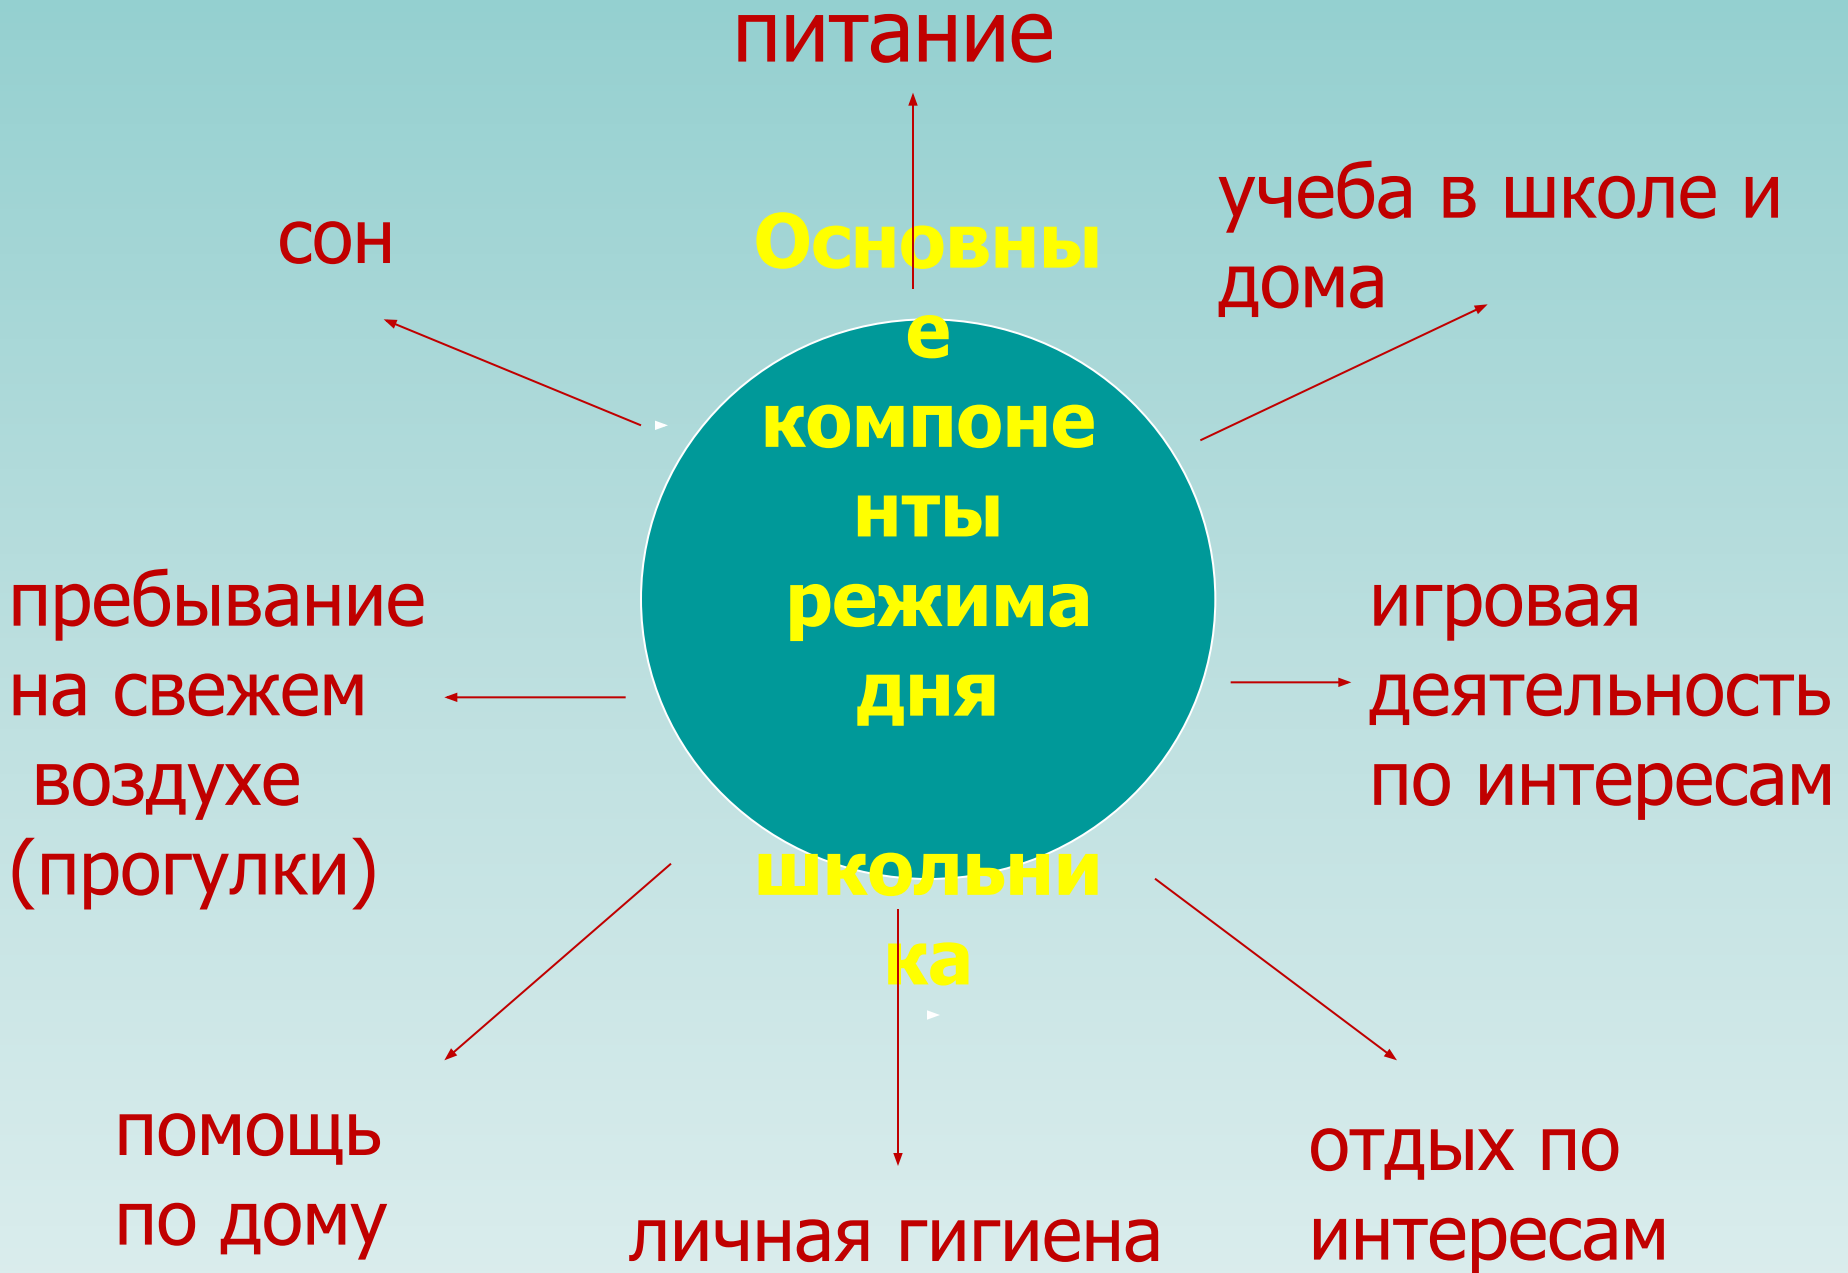 питание
сон
учеба в школе и
дома
Основны
е
компоне
нты
режима
дня
школьни
ка
пребывание
на свежем
воздухе
(прогулки)
игровая
деятельность
по интересам
помощь
по дому
личная гигиена
отдых по
интересам